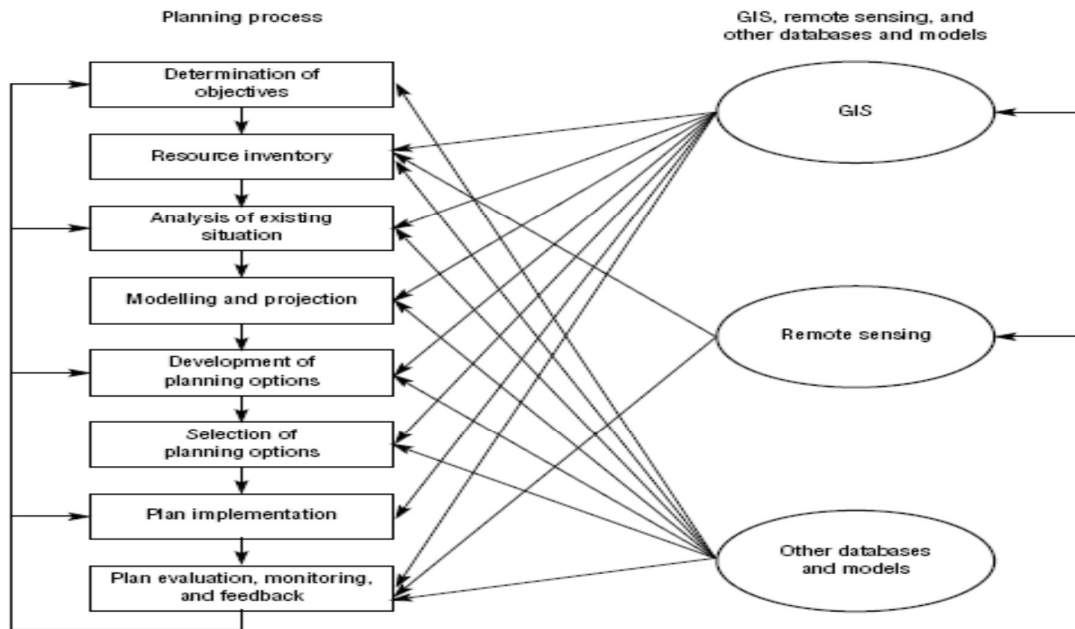 Planning process
GIS, remote sensing, and
other databases and models
Determination of
objectives
Resource inventory
Analysis of existing
situation
Modelling and projection
Development of
planning options
Selection of
planning options
Plan implementation
Plan evaluation, monitoring,
and feedback
GIS
Remote sensing
Other databases
and models